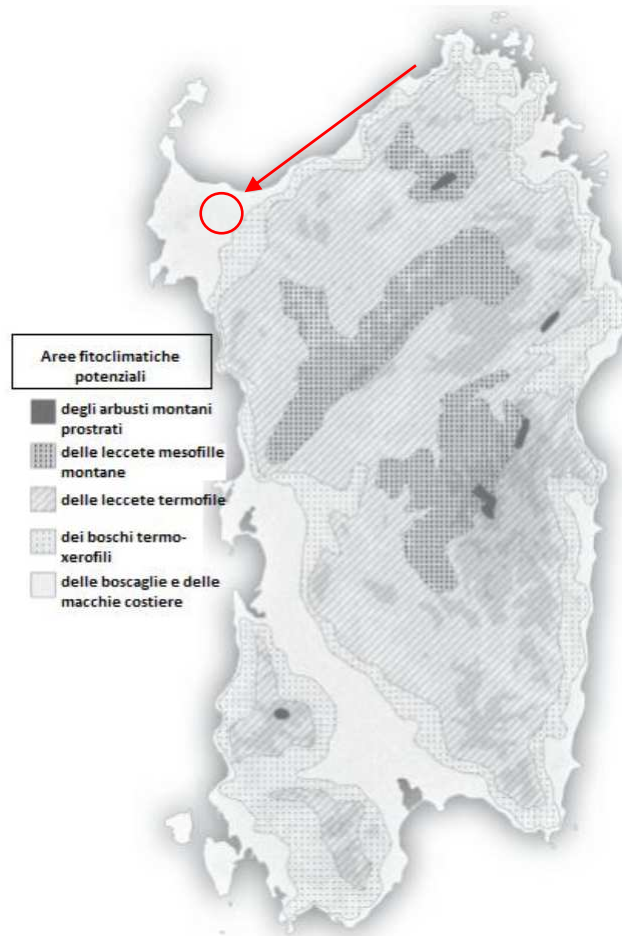 Aree fitoclimatiche
potenziali
degli arbusti montani
prostrati
delle leccete mesofille
montane
delle leccete termofile
dei boschi termo-
xerofili
delle boscaglie e delle
macchie costiere